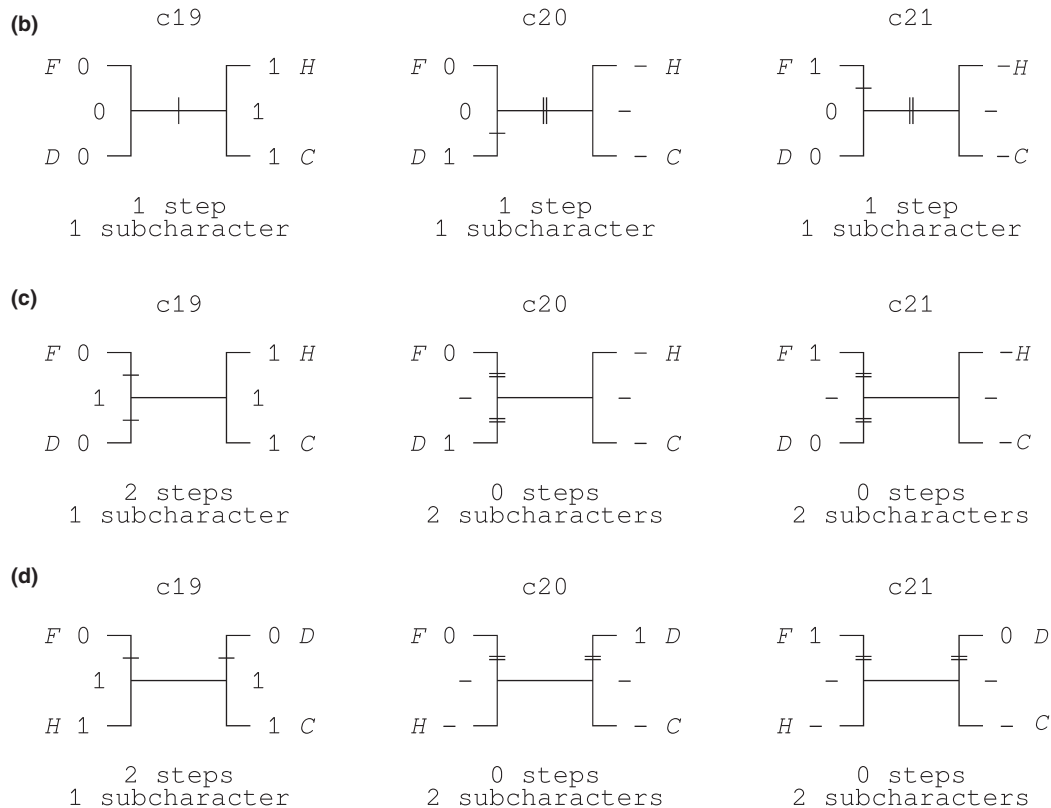 (b)
c19 c20 c21
F 0 1 H F 0 – H F 1 –H
0 1 0 – 0 –
D 0 1 C D 1 – C D 0 –C
1 step 1 step 1 step
1 subcharacter 1 subcharacter 1 subcharacter
(c)
c19 c20 c21
F 0 1 H F 0 – H F 1 –H
1 1 – – – –
D 0 1 C D 1 – C D 0 –C
2 steps 0 steps 0 steps
1 subcharacter 2 subcharacters 2 subcharacters
(d)
c19 c20 c21
F 0 0 D F 0 1 D F 1 0 D
1 1 – – – –
H 1 1 C H – – C H – – C
2 steps 0 steps 0 steps
1 subcharacter 2 subcharacters 2 subcharacters